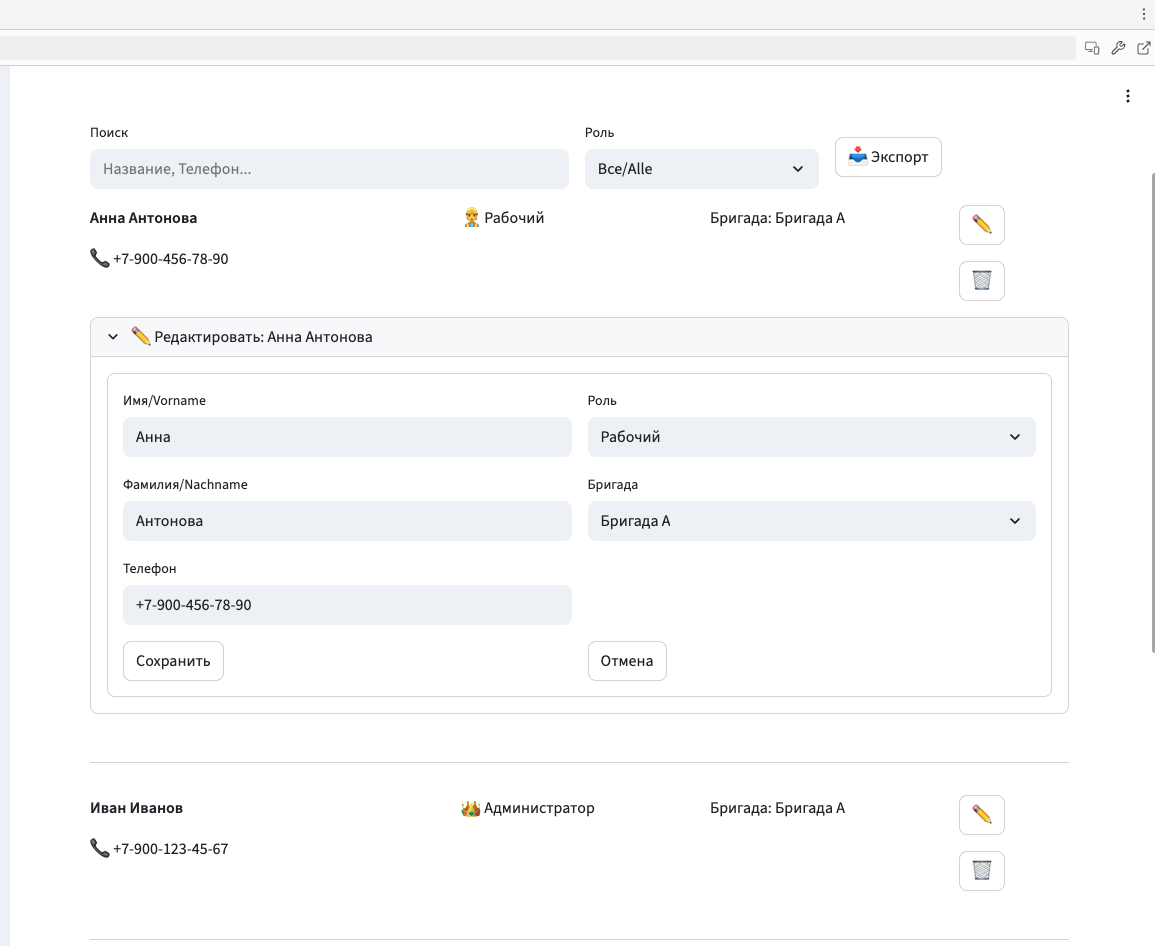 Поиск
Роль
Название, Телефон...
Все/Alle
Экспорт
Анна Антонова
Рабочий
Бригада: Бригада А
+7-900-456-78-90
Редактировать: Анна Антонова
Имя/Vorname
Роль
Анна
Рабочий
Фамилия/Nachname
Бригада
Антонова
Бригада А
Телефон
+7-900-456-78-90
Сохранить
Отмена
Иван Иванов
Администратор
Бригада: Бригада А
+7-900-123-45-67